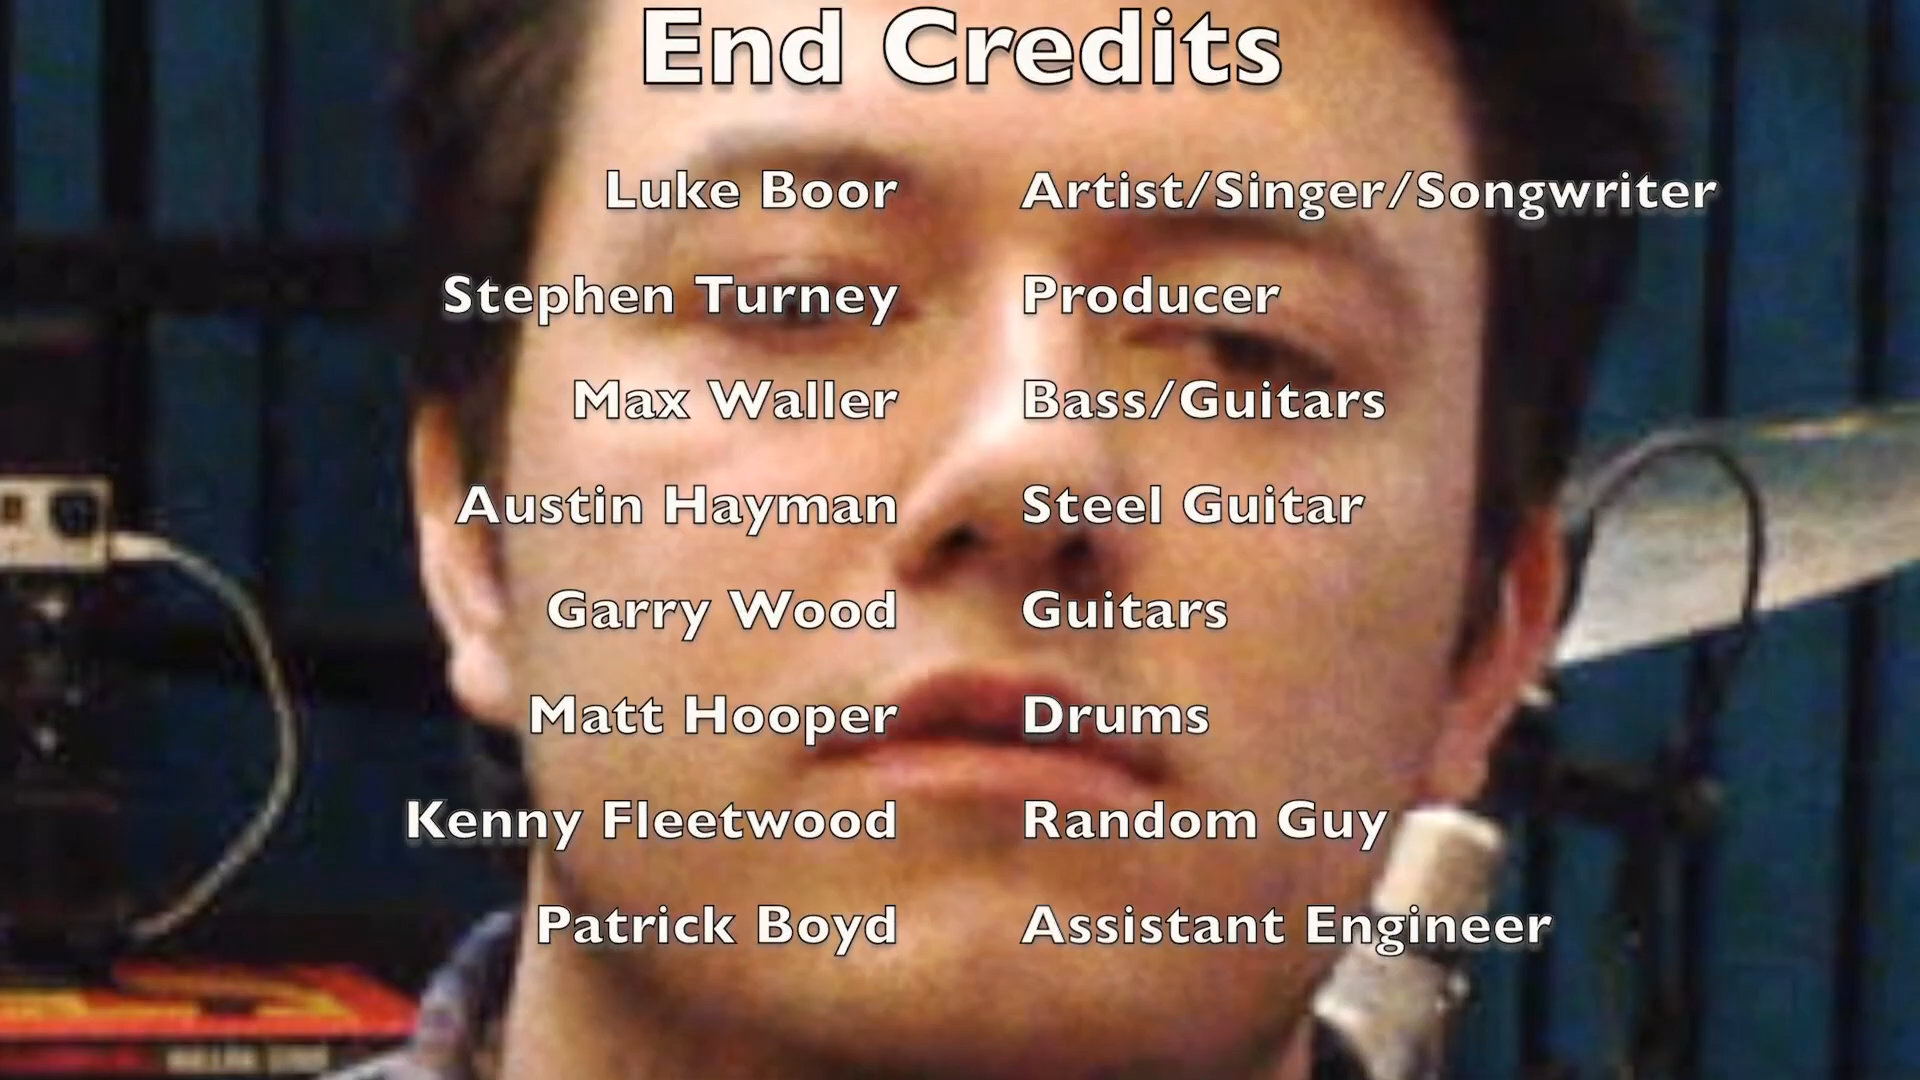 End Credits
Luke Boor Artist/Singer/Songwriter
Stephen Turney Producer
Max Waller Bass/Guitars
Austin Hayman Steel Guitar
Garry Wood Guitars
Matt Hooper Drums
Kenny Fleetwood Random Guy
Patrick Boyd Assistant Engineer